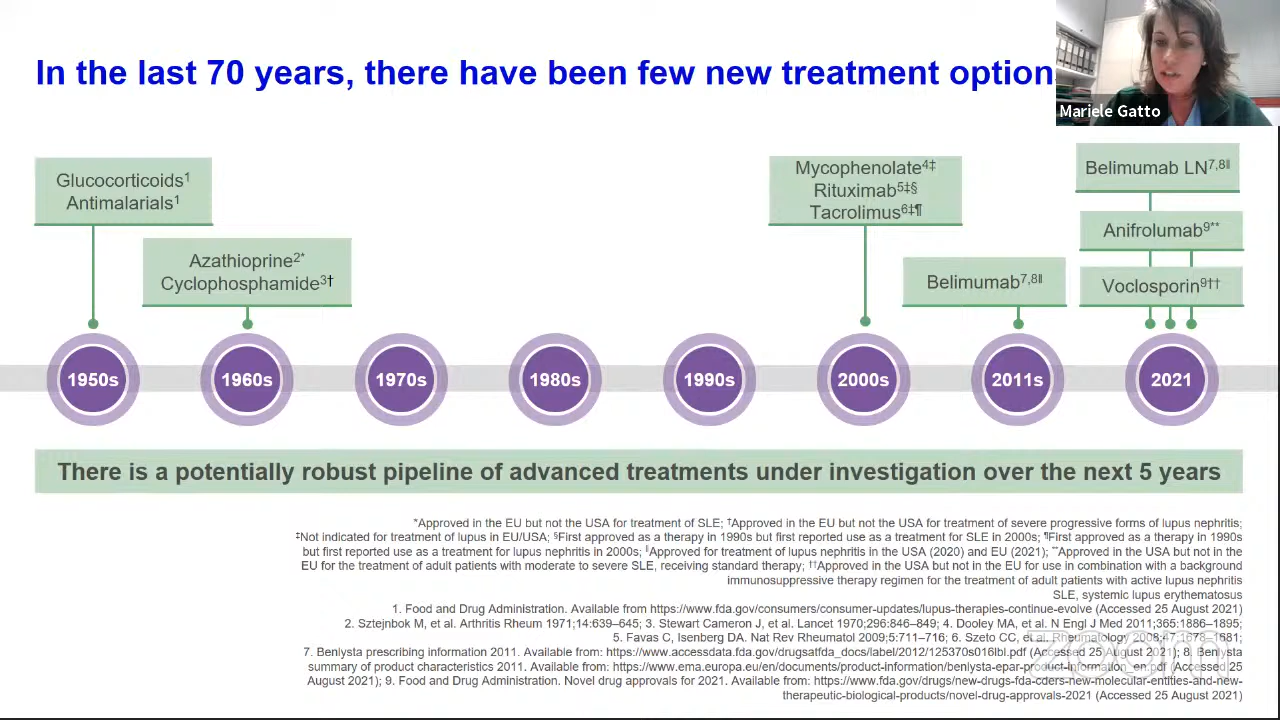 In the last 70 years, there have been few new treatment option
Mariele Gatto
Glucocorticoids¹
Antimalarials¹
Azathioprine²*
Cyclophosphamide³†
Mycophenolate⁴‡
Rituximab⁵‡§
Tacrolimus⁶‡¶
Belimumab⁷,⁸‖
Belimumab LN⁷,⁸‖
Anifrolumab⁹**
Voclosporin⁹††
1950s
1960s
1970s
1980s
1990s
2000s
2011s
2021
There is a potentially robust pipeline of advanced treatments under investigation over the next 5 years
*Approved in the EU but not the USA for treatment of SLE; †Approved in the EU but not the USA for treatment of severe progressive forms of lupus nephritis;
‡Not indicated for treatment of lupus in EU/USA; §First approved as a therapy in 1990s but first reported use as a treatment for SLE in 2000s; ¶First approved as a therapy in 1990s
but first reported use as a treatment for lupus nephritis in 2000s; ‖Approved for treatment of lupus nephritis in the USA (2020) and EU (2021); **Approved in the USA but not in the
EU for the treatment of adult patients with moderate to severe SLE, receiving standard therapy; ††Approved in the USA but not in the EU for use in combination with a background
immunosuppressive therapy regimen for the treatment of adult patients with active lupus nephritis
SLE, systemic lupus erythematosus
1. Food and Drug Administration. Available from https://www.fda.gov/consumers/consumer-updates/lupus-therapies-continue-evolve (Accessed 25 August 2021)
2. Sztejnbok M, et al. Arthritis Rheum 1971;14:639–645; 3. Stewart Cameron J, et al. Lancet 1970;296:846–849; 4. Dooley MA, et al. N Engl J Med 2011;365:1886–1895;
5. Favas C, Isenberg DA. Nat Rev Rheumatol 2009;5:711–716; 6. Szeto CC, et al. Rheumatology 2008;47:1678–1681;
7. Benlysta prescribing information 2011. Available from: https://www.accessdata.fda.gov/drugsatfda_docs/label/2012/125370s016lbl.pdf (Accessed 25 August 2021); 8. Benlysta
summary of product characteristics 2011. Available from: https://www.ema.europa.eu/en/documents/product-information/benlysta-epar-product-information_en (Accessed 25
August 2021); 9. Food and Drug Administration. Novel drug approvals for 2021. Available from: https://www.fda.gov/drugs/new-drugs-fda-cders-new-molecular-entities-and-new-
therapeutic-biological-products/novel-drug-approvals-2021 (Accessed 25 August 2021)
zoom